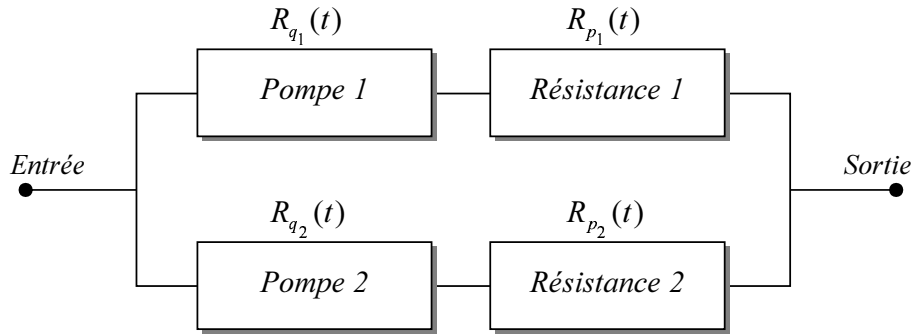 R_{q_1}(t)
R_{p_1}(t)
Pompe 1
Résistance 1
Entrée
Sortie
R_{q_2}(t)
R_{p_2}(t)
Pompe 2
Résistance 2